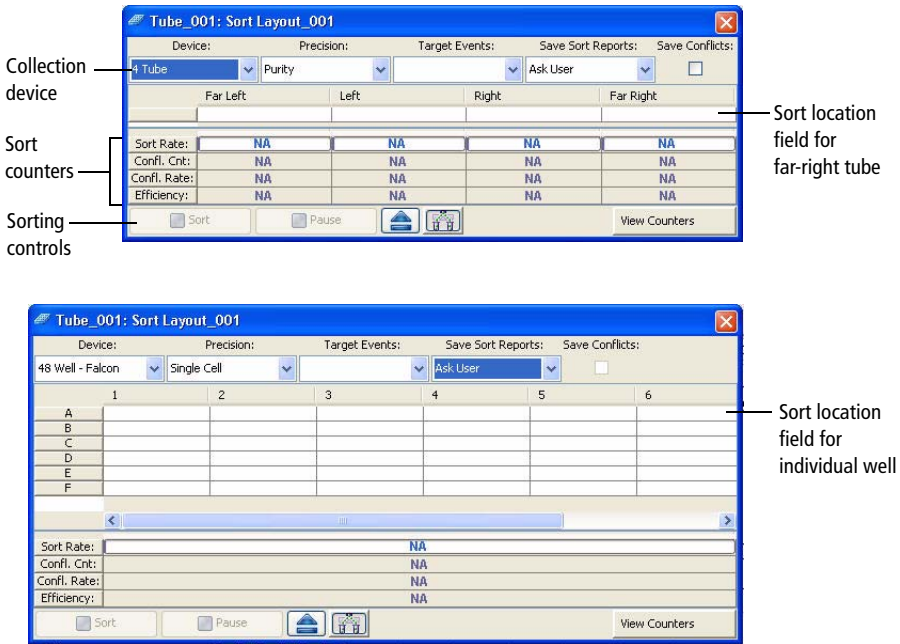 Tube_001: Sort Layout_001
Device: Precision: Target Events: Save Sort Reports: Save Conflicts:
4 Tube Purity Ask User
Collection
device
Far Left Left Right Far Right
Sort location
field for
far-right tube
Sort
counters
Sort Rate: NA NA NA NA
Confl. Cnt: NA NA NA NA
Confl. Rate: NA NA NA NA
Efficiency: NA NA NA NA
Sorting
controls
Sort Pause View Counters
Tube_001: Sort Layout_001
Device: Precision: Target Events: Save Sort Reports: Save Conflicts:
48 Well - Falcon Single Cell Ask User
1 2 3 4 5 6
A
B
C
D
E
F
Sort location
field for
individual well
Sort Rate: NA
Confl. Cnt: NA
Confl. Rate: NA
Efficiency: NA
Sort Pause View Counters